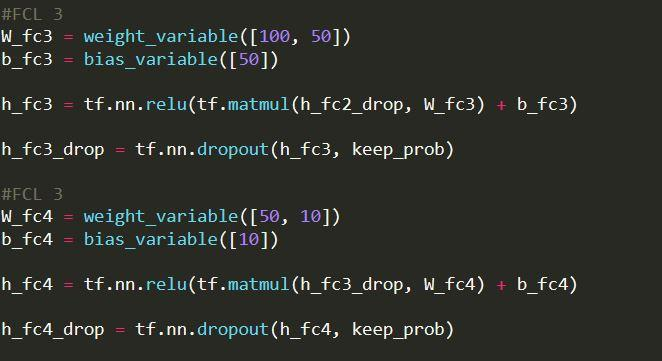 #FCL 3
W_fc3 = weight_variable([100, 50])
b_fc3 = bias_variable([50])
h_fc3 = tf.nn.relu(tf.matmul(h_fc2_drop, W_fc3) + b_fc3)
h_fc3_drop = tf.nn.dropout(h_fc3, keep_prob)
#FCL 3
W_fc4 = weight_variable([50, 10])
b_fc4 = bias_variable([10])
h_fc4 = tf.nn.relu(tf.matmul(h_fc3_drop, W_fc4) + b_fc4)
h_fc4_drop = tf.nn.dropout(h_fc4, keep_prob)